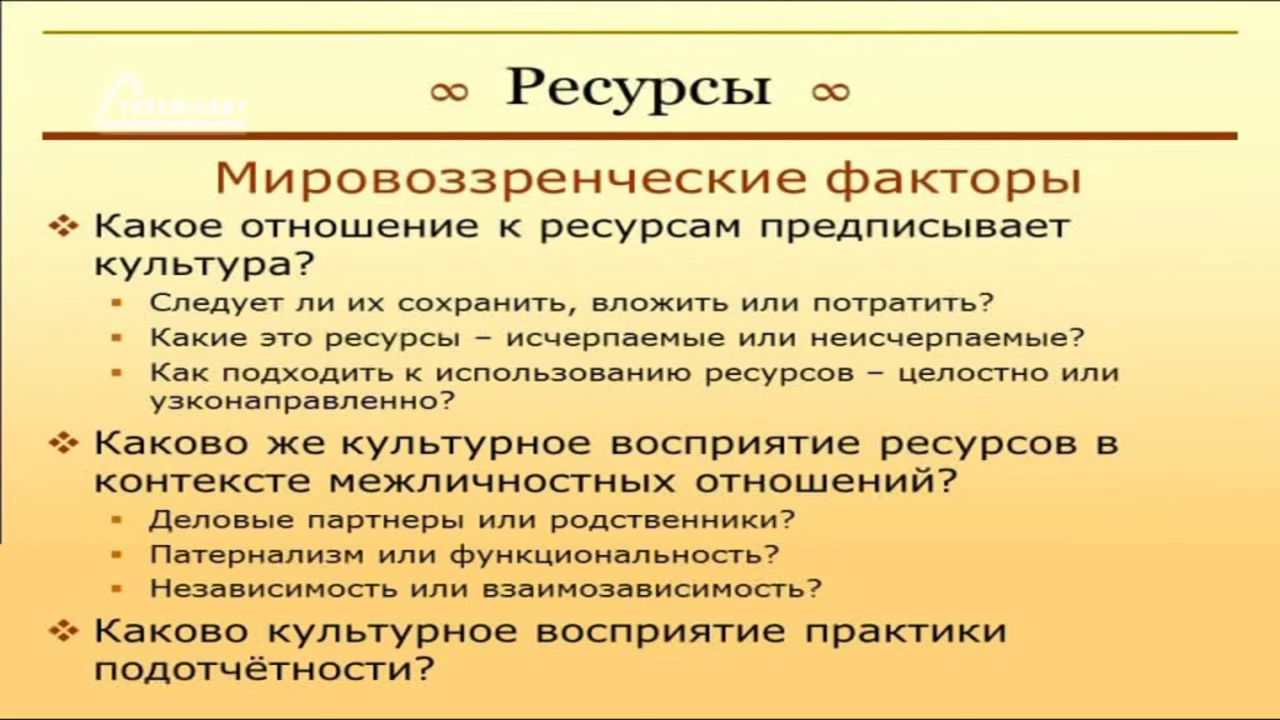 ∞ Ресурсы ∞
Мировоззренческие факторы
Какое отношение к ресурсам предписывает
культура?
Следует ли их сохранить, вложить или потратить?
Какие это ресурсы – исчерпаемые или неисчерпаемые?
Как подходить к использованию ресурсов – целостно или
узконаправленно?
Каково же культурное восприятие ресурсов в
контексте межличностных отношений?
Деловые партнеры или родственники?
Патернализм или функциональность?
Независимость или взаимозависимость?
Каково культурное восприятие практики
подотчётности?